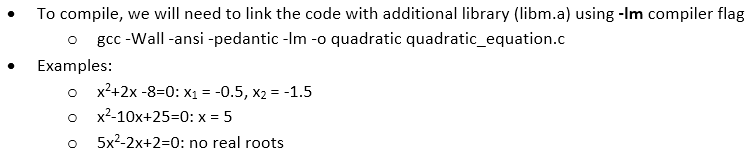 • To compile, we will need to link the code with additional library (libm.a) using -lm compiler flag
o gcc -Wall -ansi -pedantic -lm -o quadratic quadratic_equation.c
• Examples:
o x²+2x -8=0: x₁ = -0.5, x₂ = -1.5
o x²-10x+25=0: x = 5
o 5x²-2x+2=0: no real roots